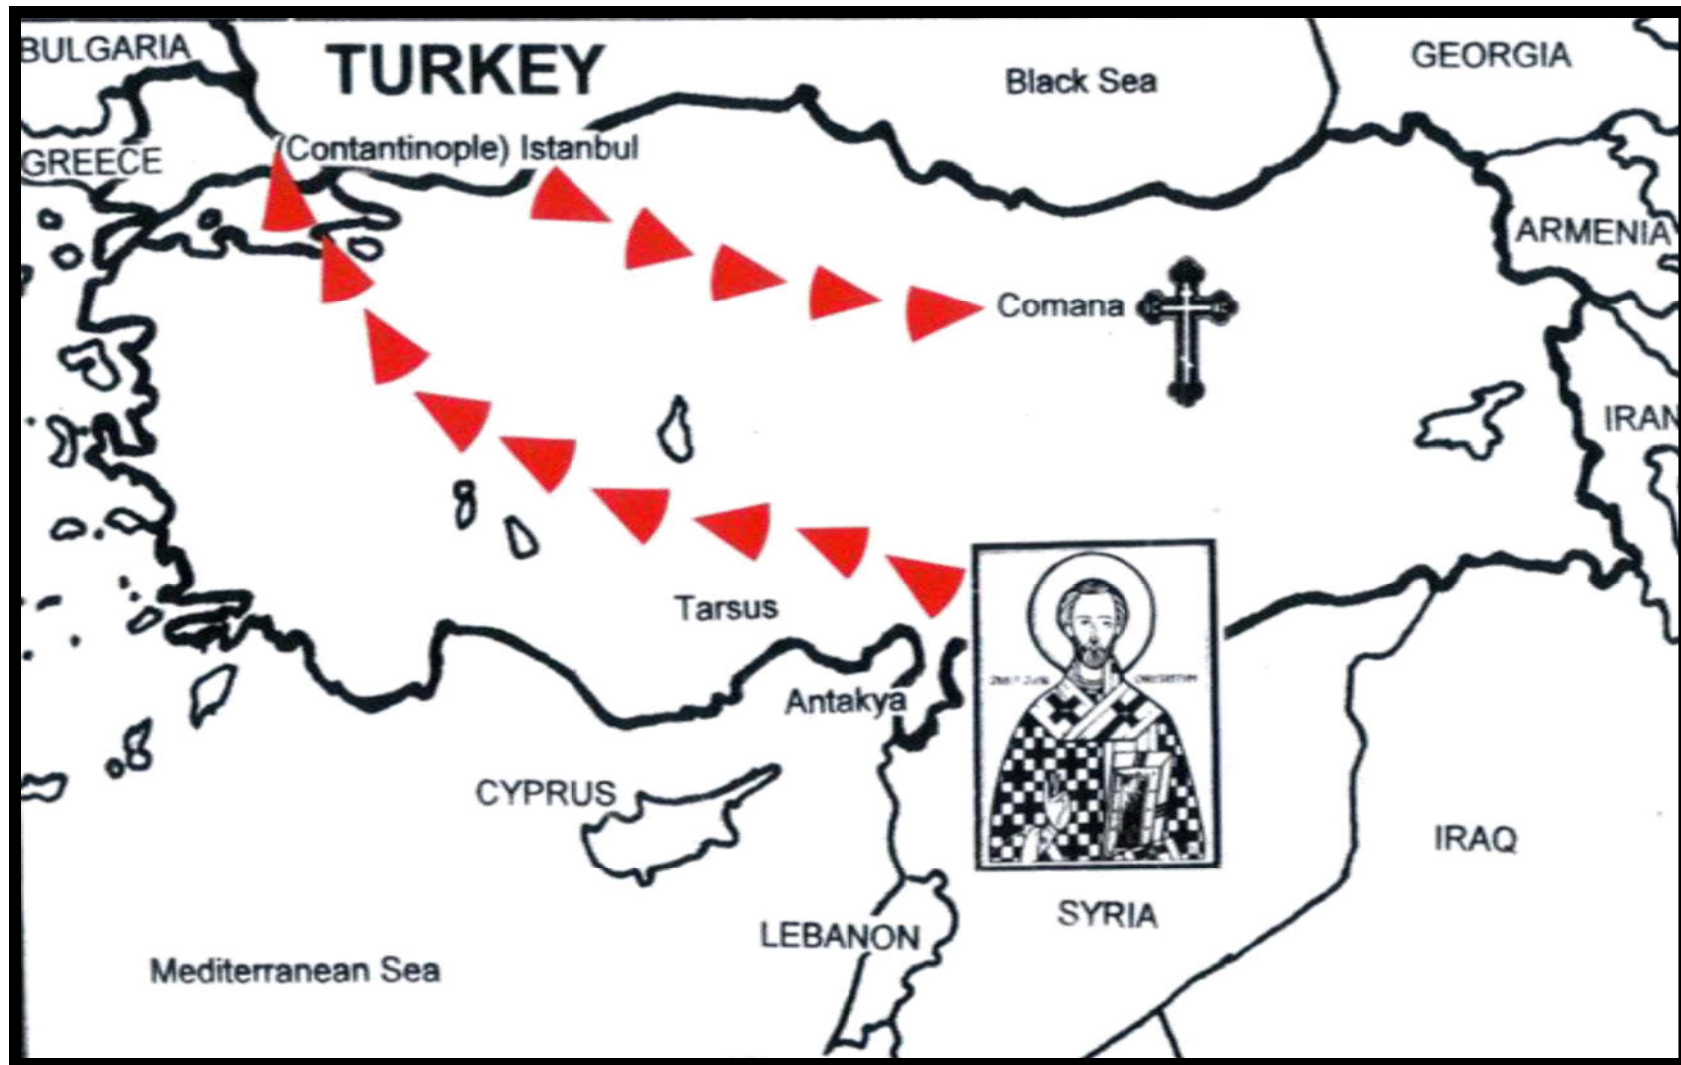 BULGARIA
TURKEY
Black Sea
GEORGIA
(Contantinople) Istanbul
GREECE
ARMENIA
Comana
IRAN
Tarsus
Antakya
CYPRUS
IRAQ
SYRIA
LEBANON
Mediterranean Sea